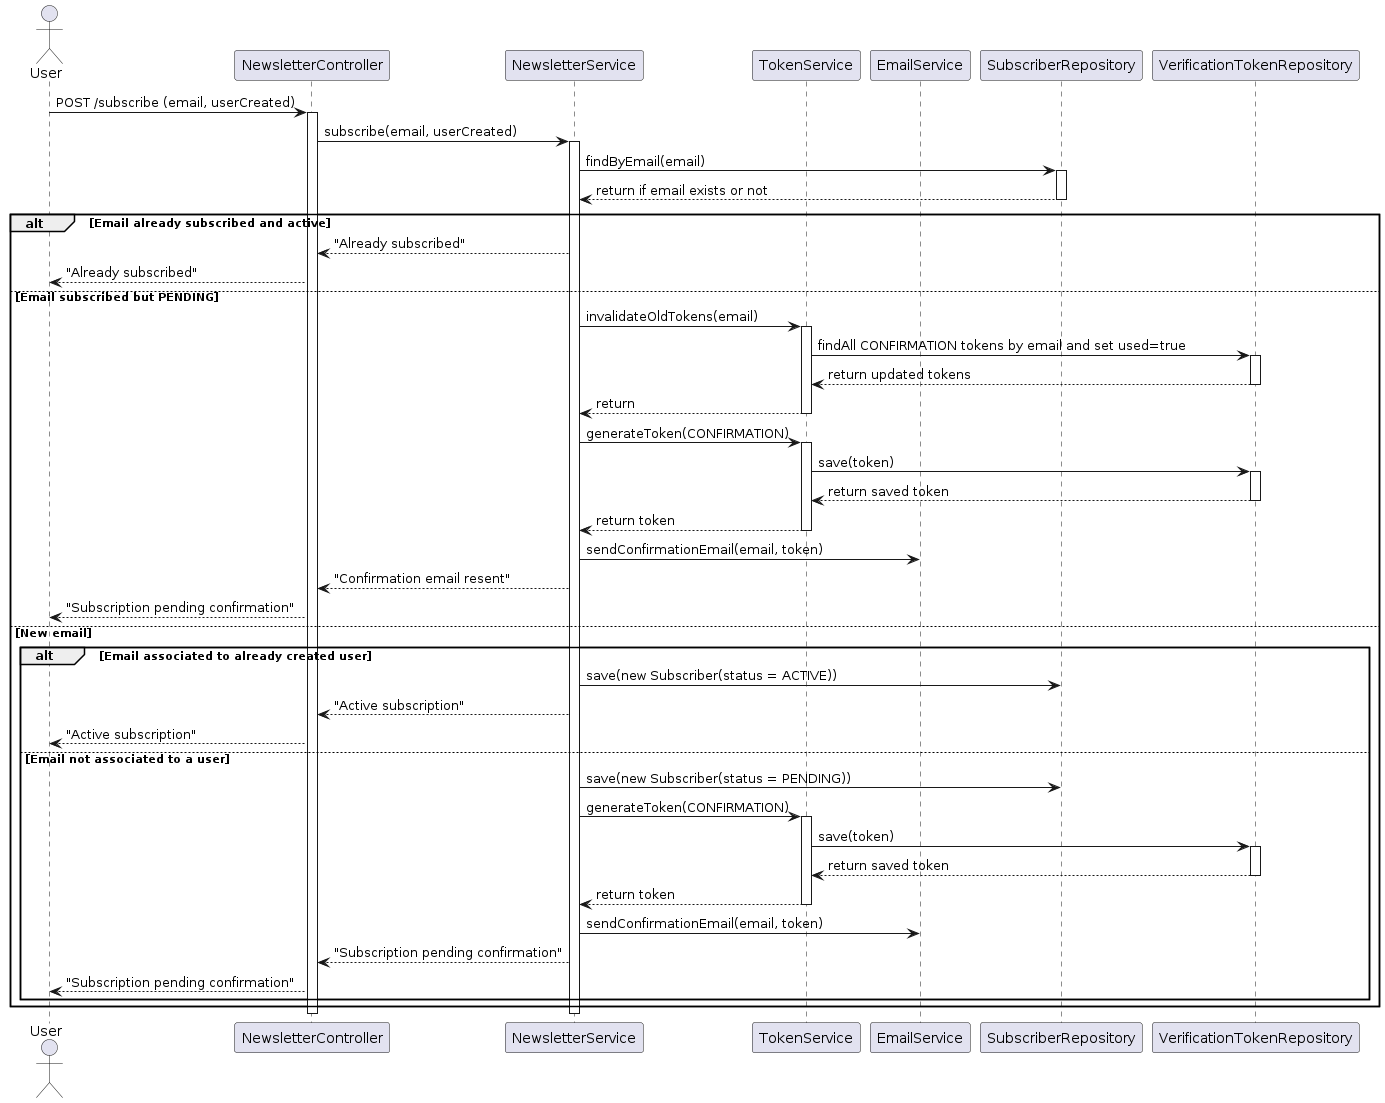 User
NewsletterController
NewsletterService
TokenService
EmailService
SubscriberRepository
VerificationTokenRepository
POST /subscribe (email, userCreated)
subscribe(email, userCreated)
findByEmail(email)
return if email exists or not
alt [Email already subscribed and active]
"Already subscribed"
"Already subscribed"
[Email subscribed but PENDING]
invalidateOldTokens(email)
findAll CONFIRMATION tokens by email and set used=true
return updated tokens
return
generateToken(CONFIRMATION)
save(token)
return saved token
return token
sendConfirmationEmail(email, token)
"Confirmation email resent"
"Subscription pending confirmation"
[New email]
alt [Email associated to already created user]
save(new Subscriber(status = ACTIVE))
"Active subscription"
"Active subscription"
[Email not associated to a user]
save(new Subscriber(status = PENDING))
generateToken(CONFIRMATION)
save(token)
return saved token
return token
sendConfirmationEmail(email, token)
"Subscription pending confirmation"
"Subscription pending confirmation"
User
NewsletterController
NewsletterService
TokenService
EmailService
SubscriberRepository
VerificationTokenRepository